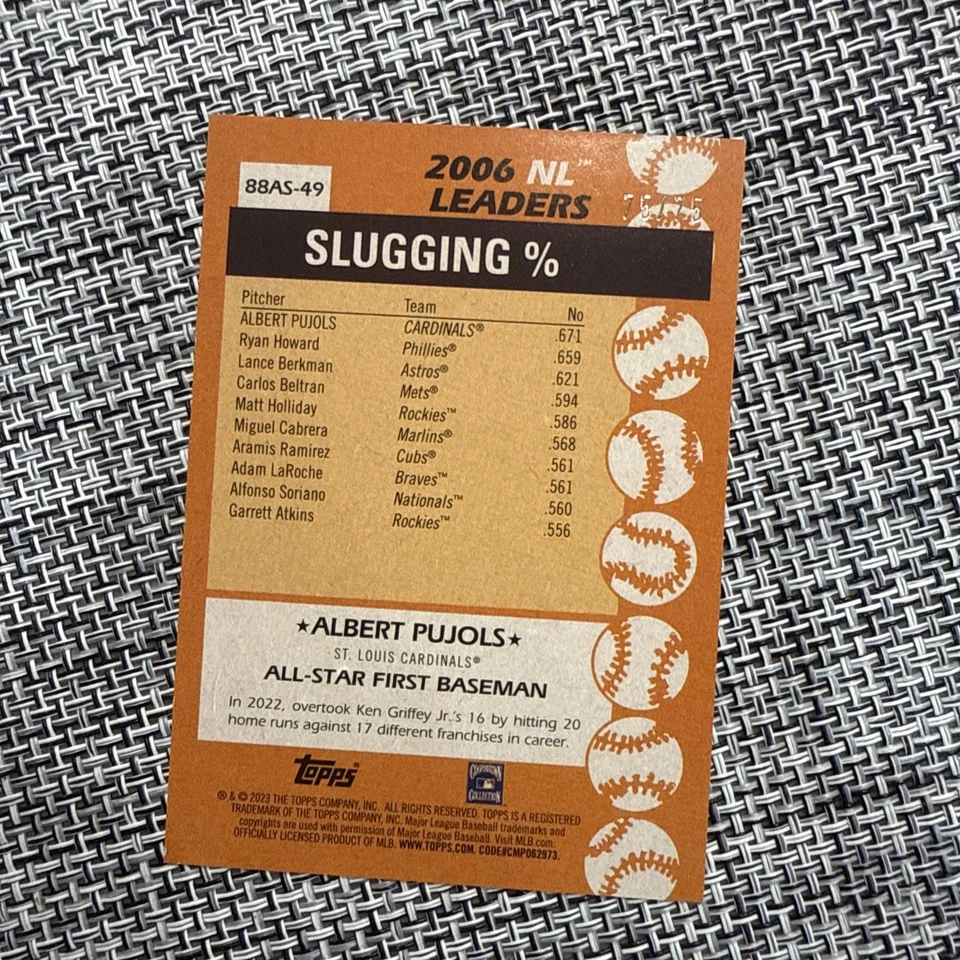 88AS-49
2006 NL™
LEADERS
SLUGGING %
Pitcher Team No
ALBERT PUJOLS CARDINALS® .671
Ryan Howard Phillies® .659
Lance Berkman Astros® .621
Carlos Beltran Mets® .594
Matt Holliday Rockies™ .586
Miguel Cabrera Marlins® .568
Aramis Ramirez Cubs® .561
Adam LaRoche Braves™ .561
Alfonso Soriano Nationals™ .560
Garrett Atkins Rockies™ .556
★ALBERT PUJOLS★
ST. LOUIS CARDINALS®
ALL-STAR FIRST BASEMAN
In 2022, overtook Ken Griffey Jr.'s 16 by hitting 20
home runs against 17 different franchises in career.
topps®
COOPERSTOWN
COLLECTION™
® & © 2023 THE TOPPS COMPANY, INC. ALL RIGHTS RESERVED. TOPPS IS A REGISTERED
TRADEMARK OF THE TOPPS COMPANY, INC. Major League Baseball trademarks and
copyrights are used with permission of Major League Baseball. Visit MLB.com.
OFFICIALLY LICENSED PRODUCT OF MLB. WWW.TOPPS.COM. CODE#CMP062973.